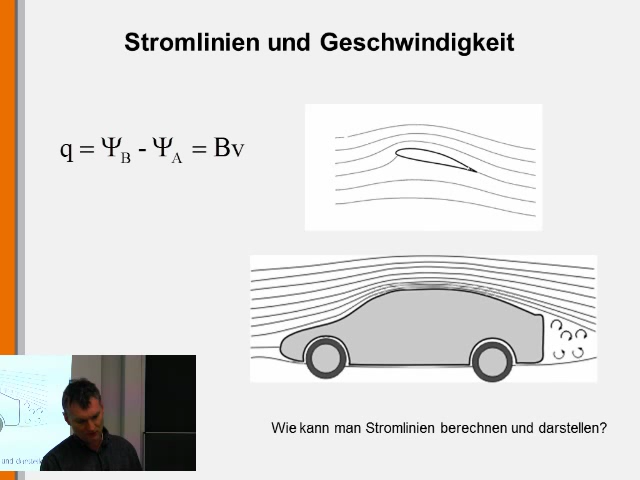 Stromlinien und Geschwindigkeit
q = Ψ_B - Ψ_A = Bv
Wie kann man Stromlinien berechnen und darstellen?